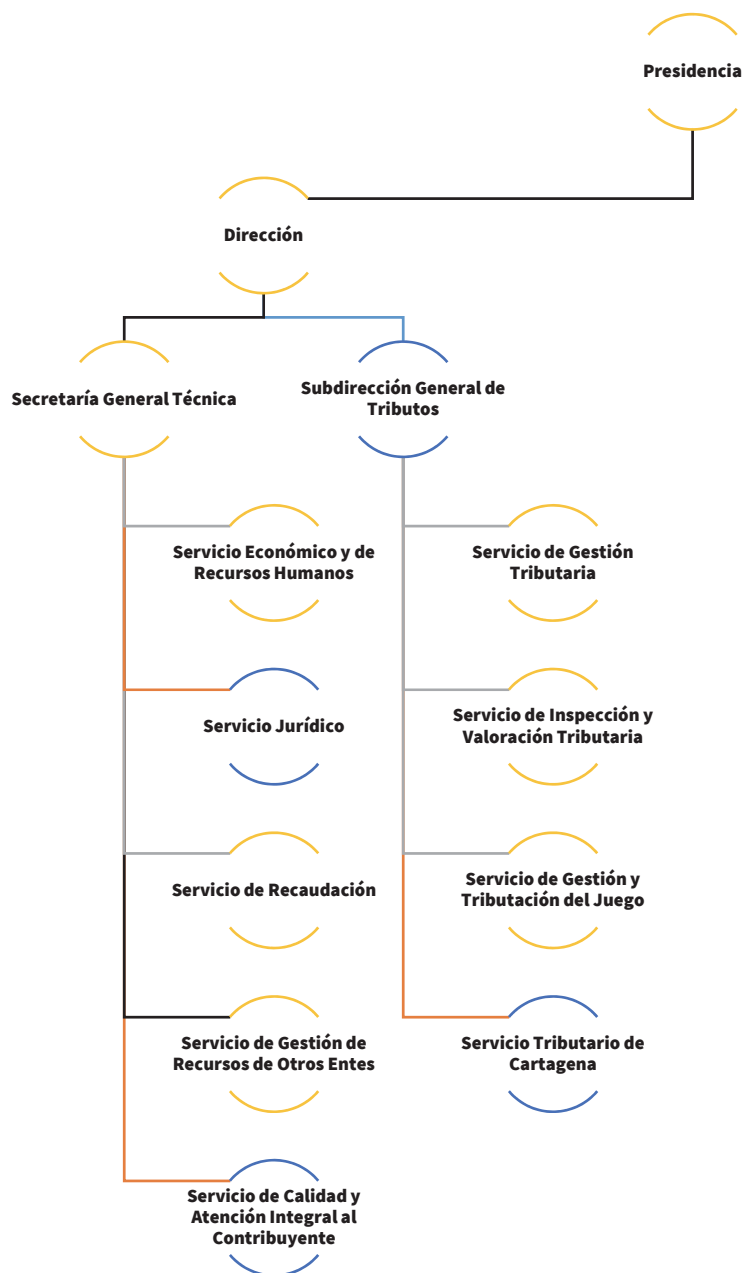 Presidencia
Dirección
Secretaría General Técnica
Subdirección General de
Tributos
Servicio Económico y de
Recursos Humanos
Servicio de Gestión
Tributaria
Servicio Jurídico
Servicio de Inspección y
Valoración Tributaria
Servicio de Recaudación
Servicio de Gestión y
Tributación del Juego
Servicio de Gestión de
Recursos de Otros Entes
Servicio Tributario de
Cartagena
Servicio de Calidad y
Atención Integral al
Contribuyente